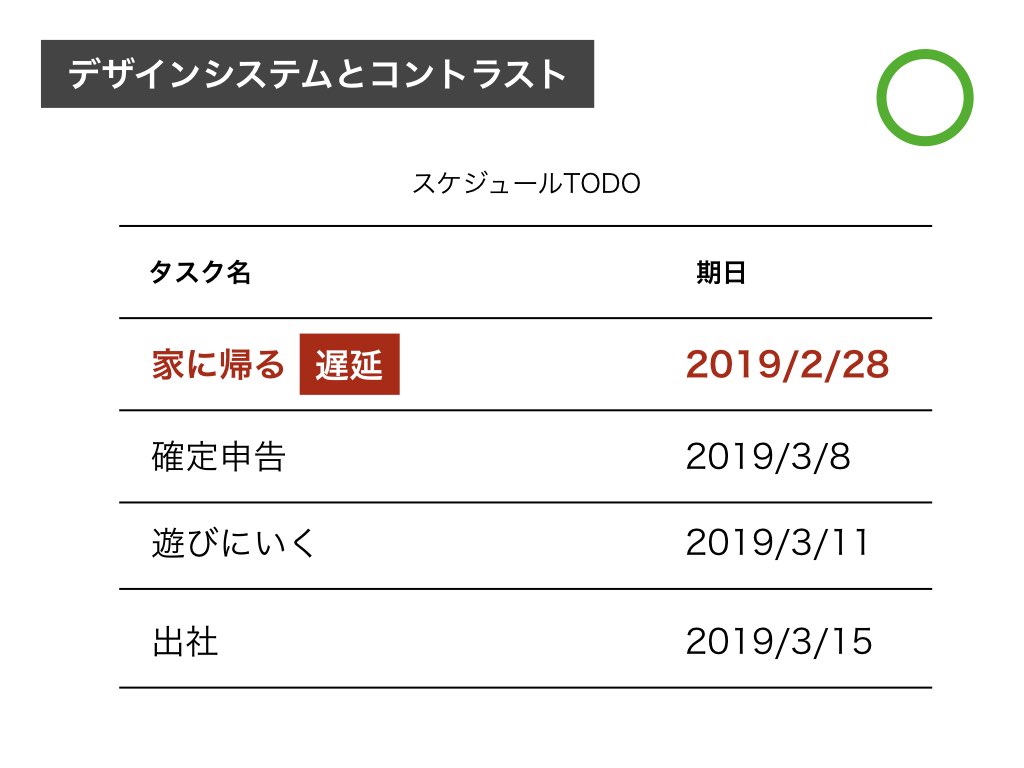 デザインシステムとコントラスト
スケジュールTODO
タスク名 期日
家に帰る 遅延 2019/2/28
確定申告 2019/3/8
遊びにいく 2019/3/11
出社 2019/3/15